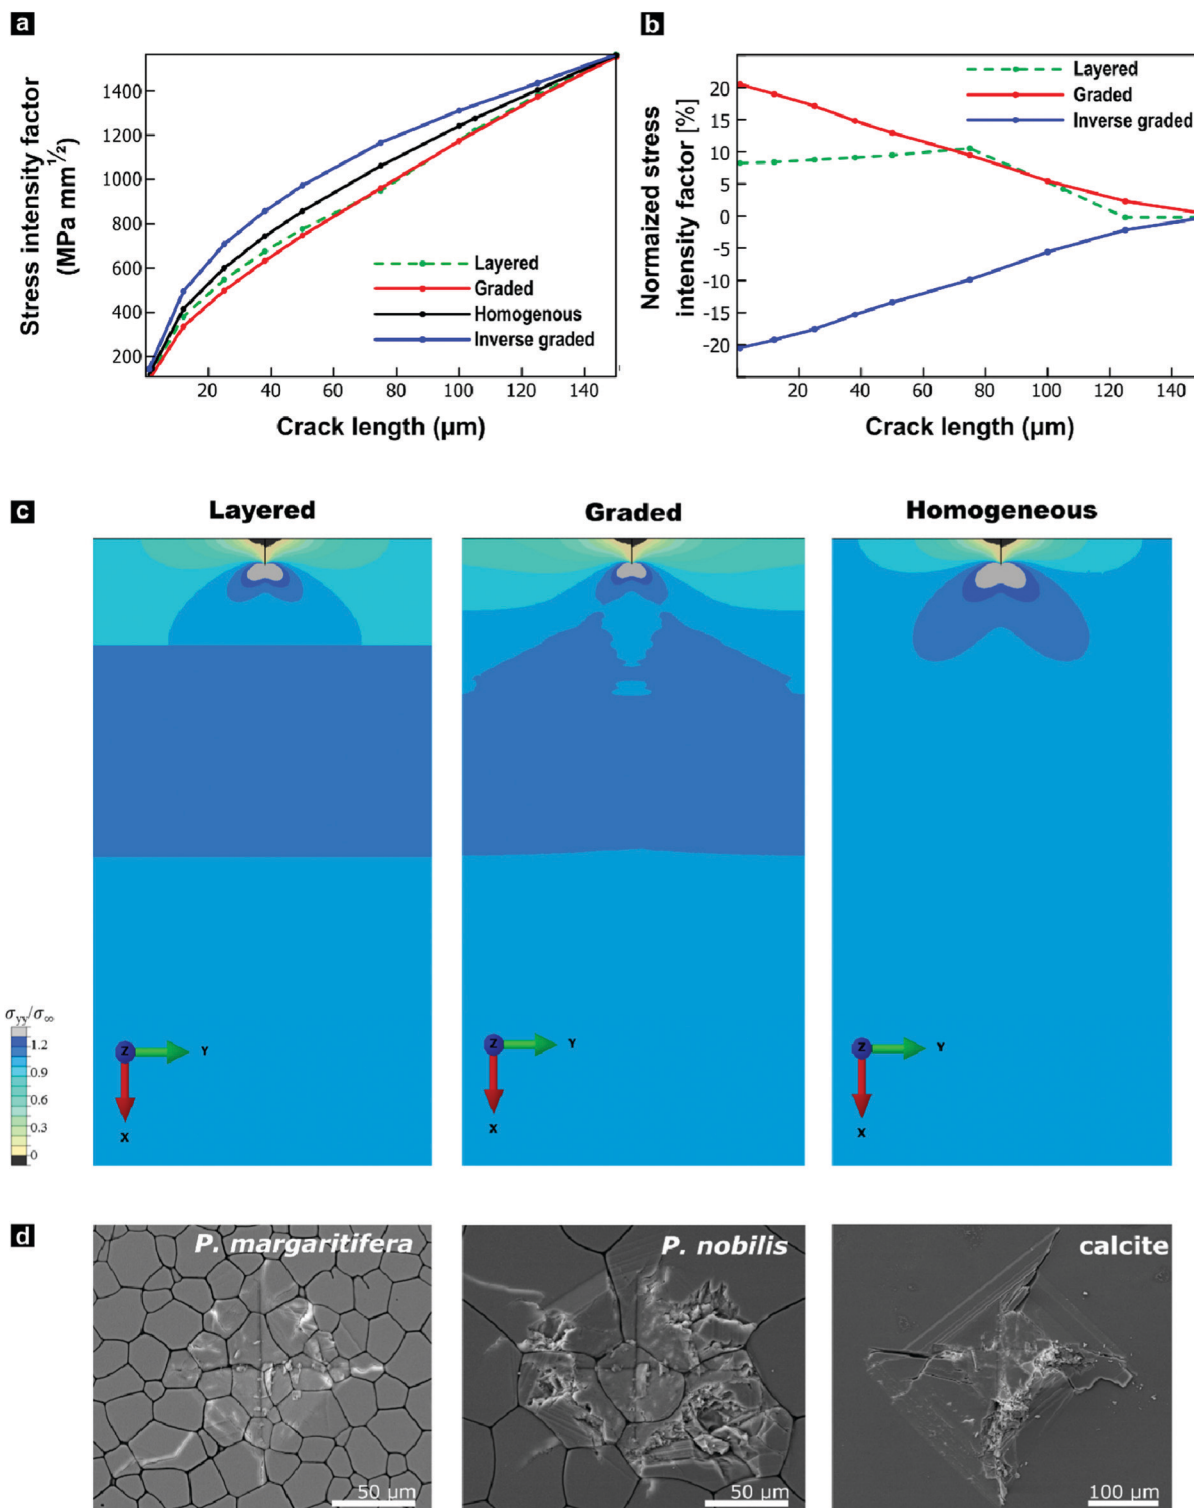 a
Stress intensity factor
(MPa mm½)
1400
1200
1000
800
600
400
200
20 40 60 80 100 120 140
Crack length (µm)
Layered
Graded
Homogenous
Inverse graded
b
Normaized stress
intensity factor [%]
20
15
10
5
0
-5
-10
-15
-20
20 40 60 80 100 120 140
Crack length (µm)
Layered
Graded
Inverse graded
c
Layered Graded Homogeneous
σyy/σ∞
1.2
0.9
0.6
0.3
0
Z Y
X
Z Y
X
Z Y
X
d
P. margaritifera
50 µm
P. nobilis
50 µm
calcite
100 µm